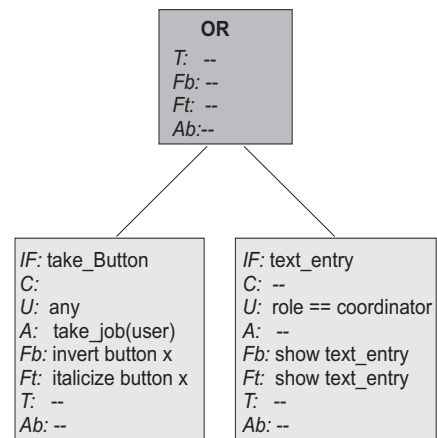 OR
T: --
Fb: --
Ft: --
Ab:--
IF: take_Button
C:
U: any
A: take_job(user)
Fb: invert button x
Ft: italicize button x
T: --
Ab: --
IF: text_entry
C: --
U: role == coordinator
A: --
Fb: show text_entry
Ft: show text_entry
T: --
Ab: --